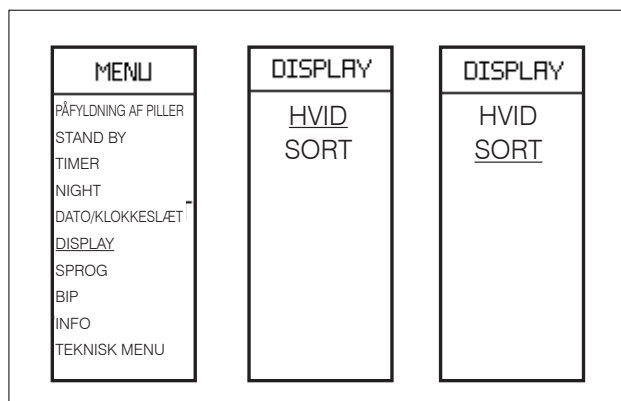 MENU
PÅFYLDNING AF PILLER
STAND BY
TIMER
NIGHT
DATO/KLOKKESLÆT
DISPLAY
SPROG
BIP
INFO
TEKNISK MENU
DISPLAY
HVID
SORT
DISPLAY
HVID
SORT